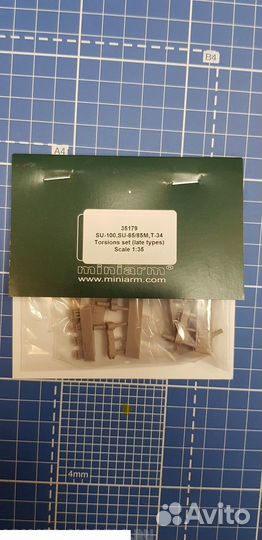 B4
A4
35179
SU-100,SU-85/85M,T-34
Torsions set (late types)
Scale 1:35
miniarm
www.miniarm.com
4mm
Avito